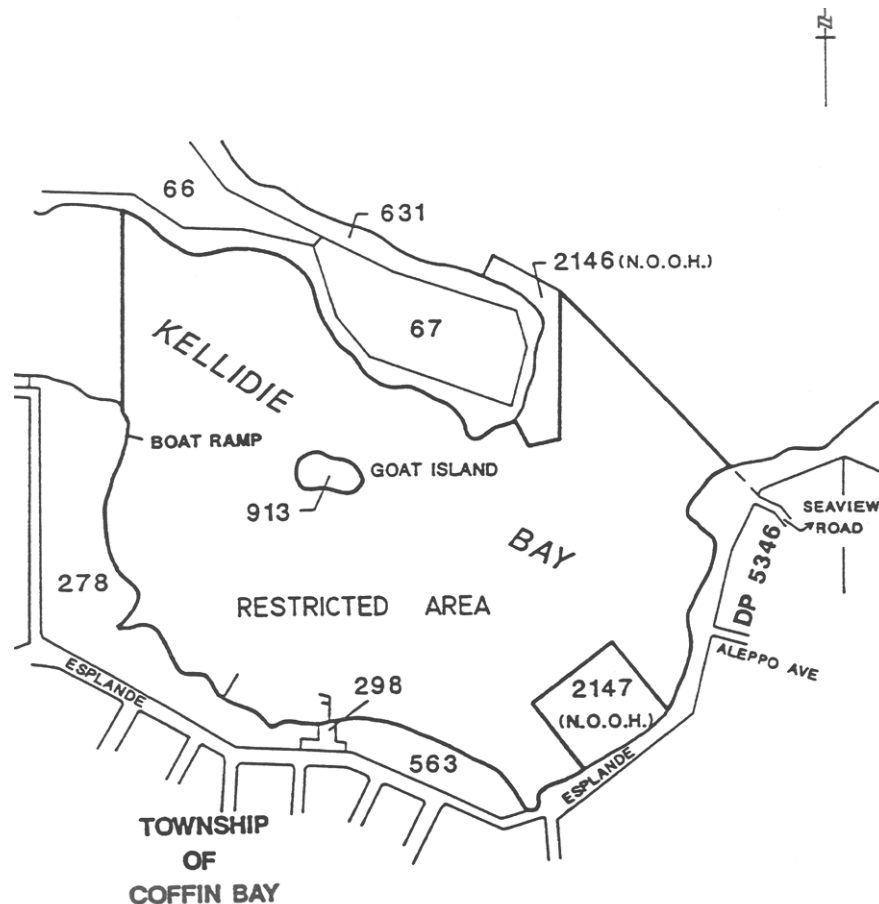 N
66
631
2146 (N.O.O.H.)
67
KELLIDIE
BOAT RAMP
GOAT ISLAND
913
SEAVIEW
ROAD
BAY
DP 5346
278
RESTRICTED AREA
ALEPPO AVE
ESPLANDE
298
2147
(N.O.O.H.)
563
ESPLANDE
TOWNSHIP
OF
COFFIN BAY